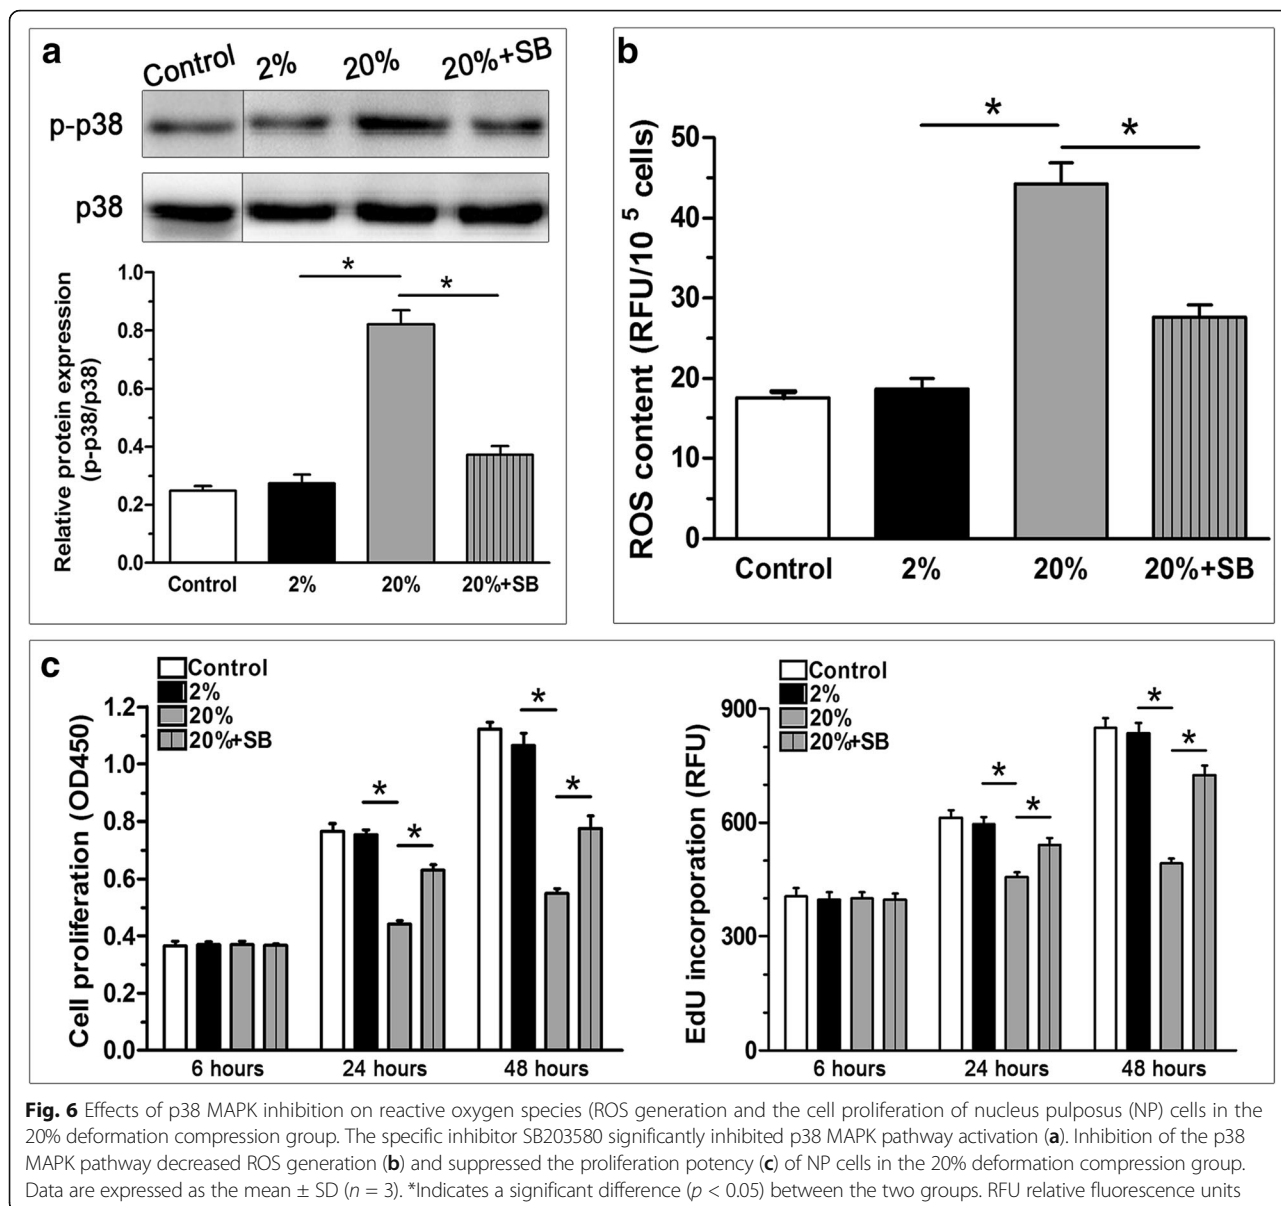 a
Control 2% 20% 20%+SB
p-p38
p38
Relative protein expression
(p-p38/p38)
1.0
0.8
0.6
0.4
0.2
0.0
* *
Control 2% 20% 20%+SB
b
ROS content (RFU/10 5 cells)
50
40
30
20
10
0
* *
Control 2% 20% 20%+SB
c
Control
2%
20%
20%+SB
Cell proliferation (OD450)
1.2
1.0
0.8
0.6
0.4
0.2
0.0
* * * *
6 hours 24 hours 48 hours
Control
2%
20%
20%+SB
EdU incorporation (RFU)
900
600
300
0
* * * *
6 hours 24 hours 48 hours
Fig. 6 Effects of p38 MAPK inhibition on reactive oxygen species (ROS generation and the cell proliferation of nucleus pulposus (NP) cells in the
20% deformation compression group. The specific inhibitor SB203580 significantly inhibited p38 MAPK pathway activation (a). Inhibition of the p38
MAPK pathway decreased ROS generation (b) and suppressed the proliferation potency (c) of NP cells in the 20% deformation compression group.
Data are expressed as the mean ± SD (n = 3). *Indicates a significant difference (p < 0.05) between the two groups. RFU relative fluorescence units